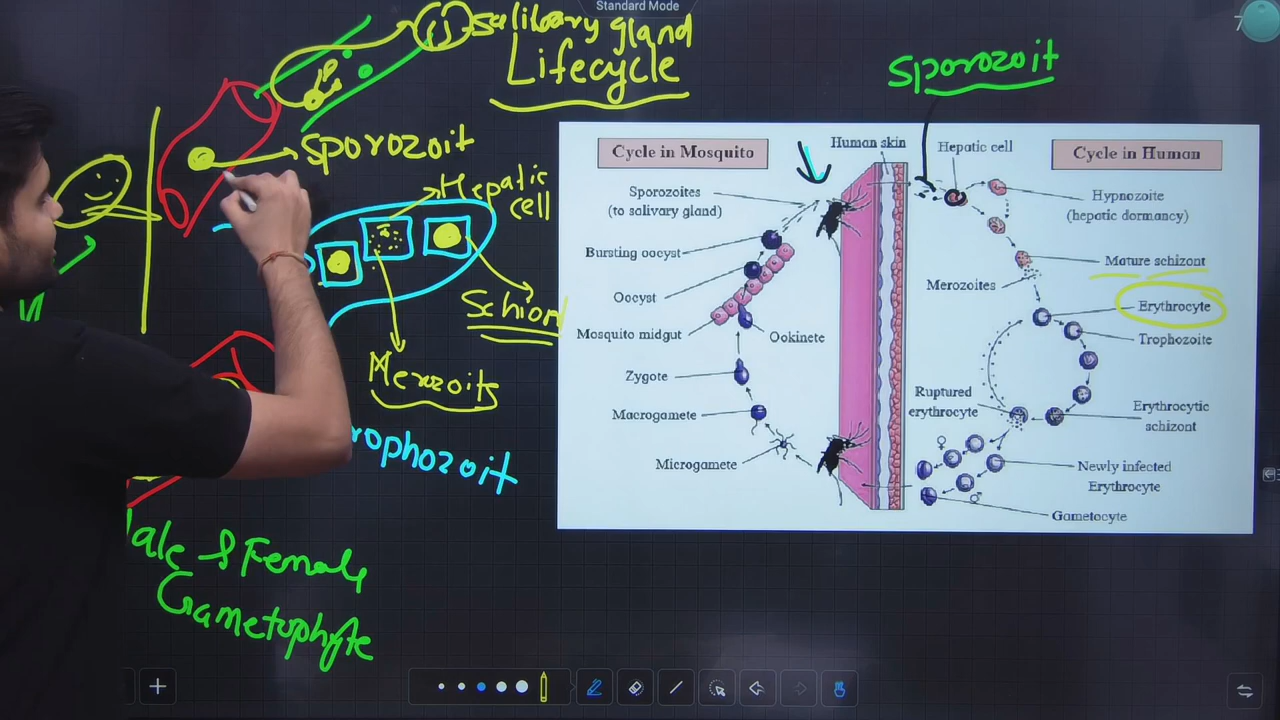 Standard Mode
salibary gland
Lifecycle
Sporozoit
Sporozoit
Hepatic
cell
Schion
Merozoits
rophozoit
ale & Female
Gametophyte
Cycle in Mosquito
Human skin
Hepatic cell
Cycle in Human
Sporozoites
(to salivary gland)
Hypnozoite
(hepatic dormancy)
Bursting oocyst
Mature schizont
Merozoites
Oocyst
Erythrocyte
Mosquito midgut
Ookinete
Trophozoite
Zygote
Ruptured
erythrocyte
Macrogamete
Erythrocytic
schizont
Microgamete
♀
Newly infected
Erythrocyte
♂
Gametocyte